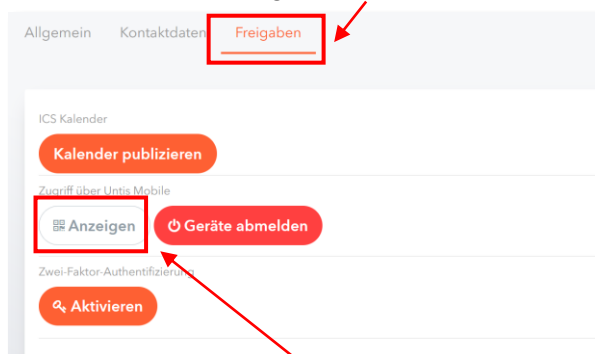 Allgemein Kontaktdaten Freigaben
ICS Kalender
Kalender publizieren
Zugriff über Untis Mobile
Anzeigen Geräte abmelden
Zwei-Faktor-Authentifizierung
Aktivieren